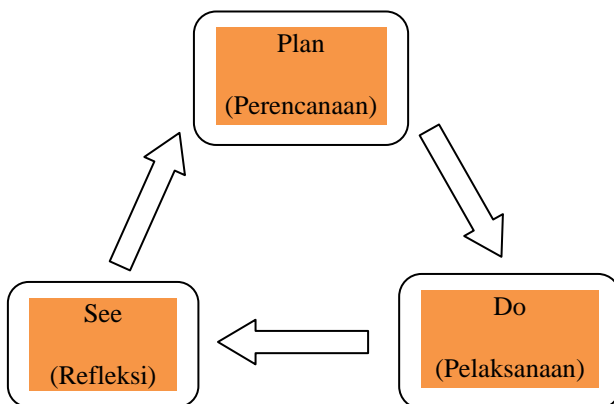 Plan
(Perencanaan)
See
(Refleksi)
Do
(Pelaksanaan)